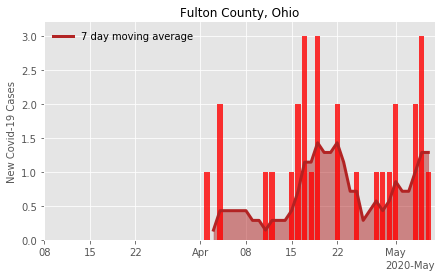 Fulton County, Ohio
7 day moving average
New Covid-19 Cases
3.0
2.5
2.0
1.5
1.0
0.5
0.0
08 15 22 Apr 08 15 22 May
2020-May